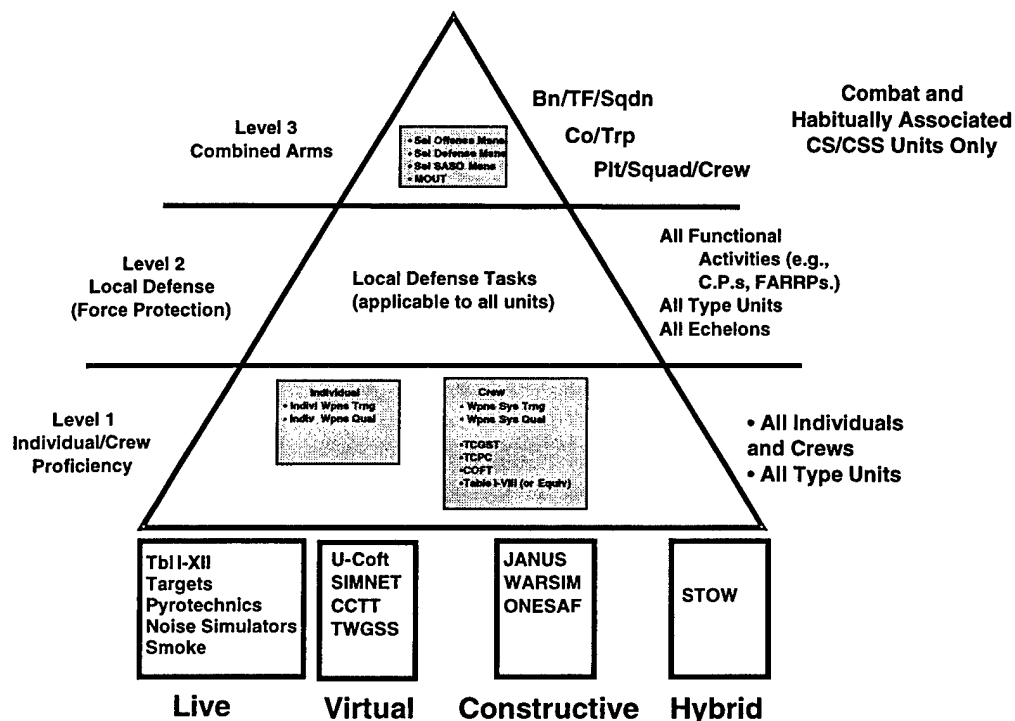 Level 3
Combined Arms
• Sel Offense Msns
• Sel Defense Msns
• Sel SASO Msns
• MOUT
Bn/TF/Sqdn
Co/Trp
Plt/Squad/Crew
Combat and
Habitually Associated
CS/CSS Units Only
Level 2
Local Defense
(Force Protection)
Local Defense Tasks
(applicable to all units)
All Functional
Activities (e.g.,
C.P.s, FARRPs.)
All Type Units
All Echelons
Level 1
Individual/Crew
Proficiency
Individual
• Indivl Wpns Trng
• Indiv Wpns Qual
Crew
• Wpns Sys Trng
• Wpns Sys Qual
•TCGST
•TCPC
•COFT
•Table I-VIII (or Equiv)
• All Individuals
and Crews
• All Type Units
Tbl I-XII
Targets
Pyrotechnics
Noise Simulators
Smoke
U-Coft
SIMNET
CCTT
TWGSS
JANUS
WARSIM
ONESAF
STOW
Live
Virtual
Constructive
Hybrid